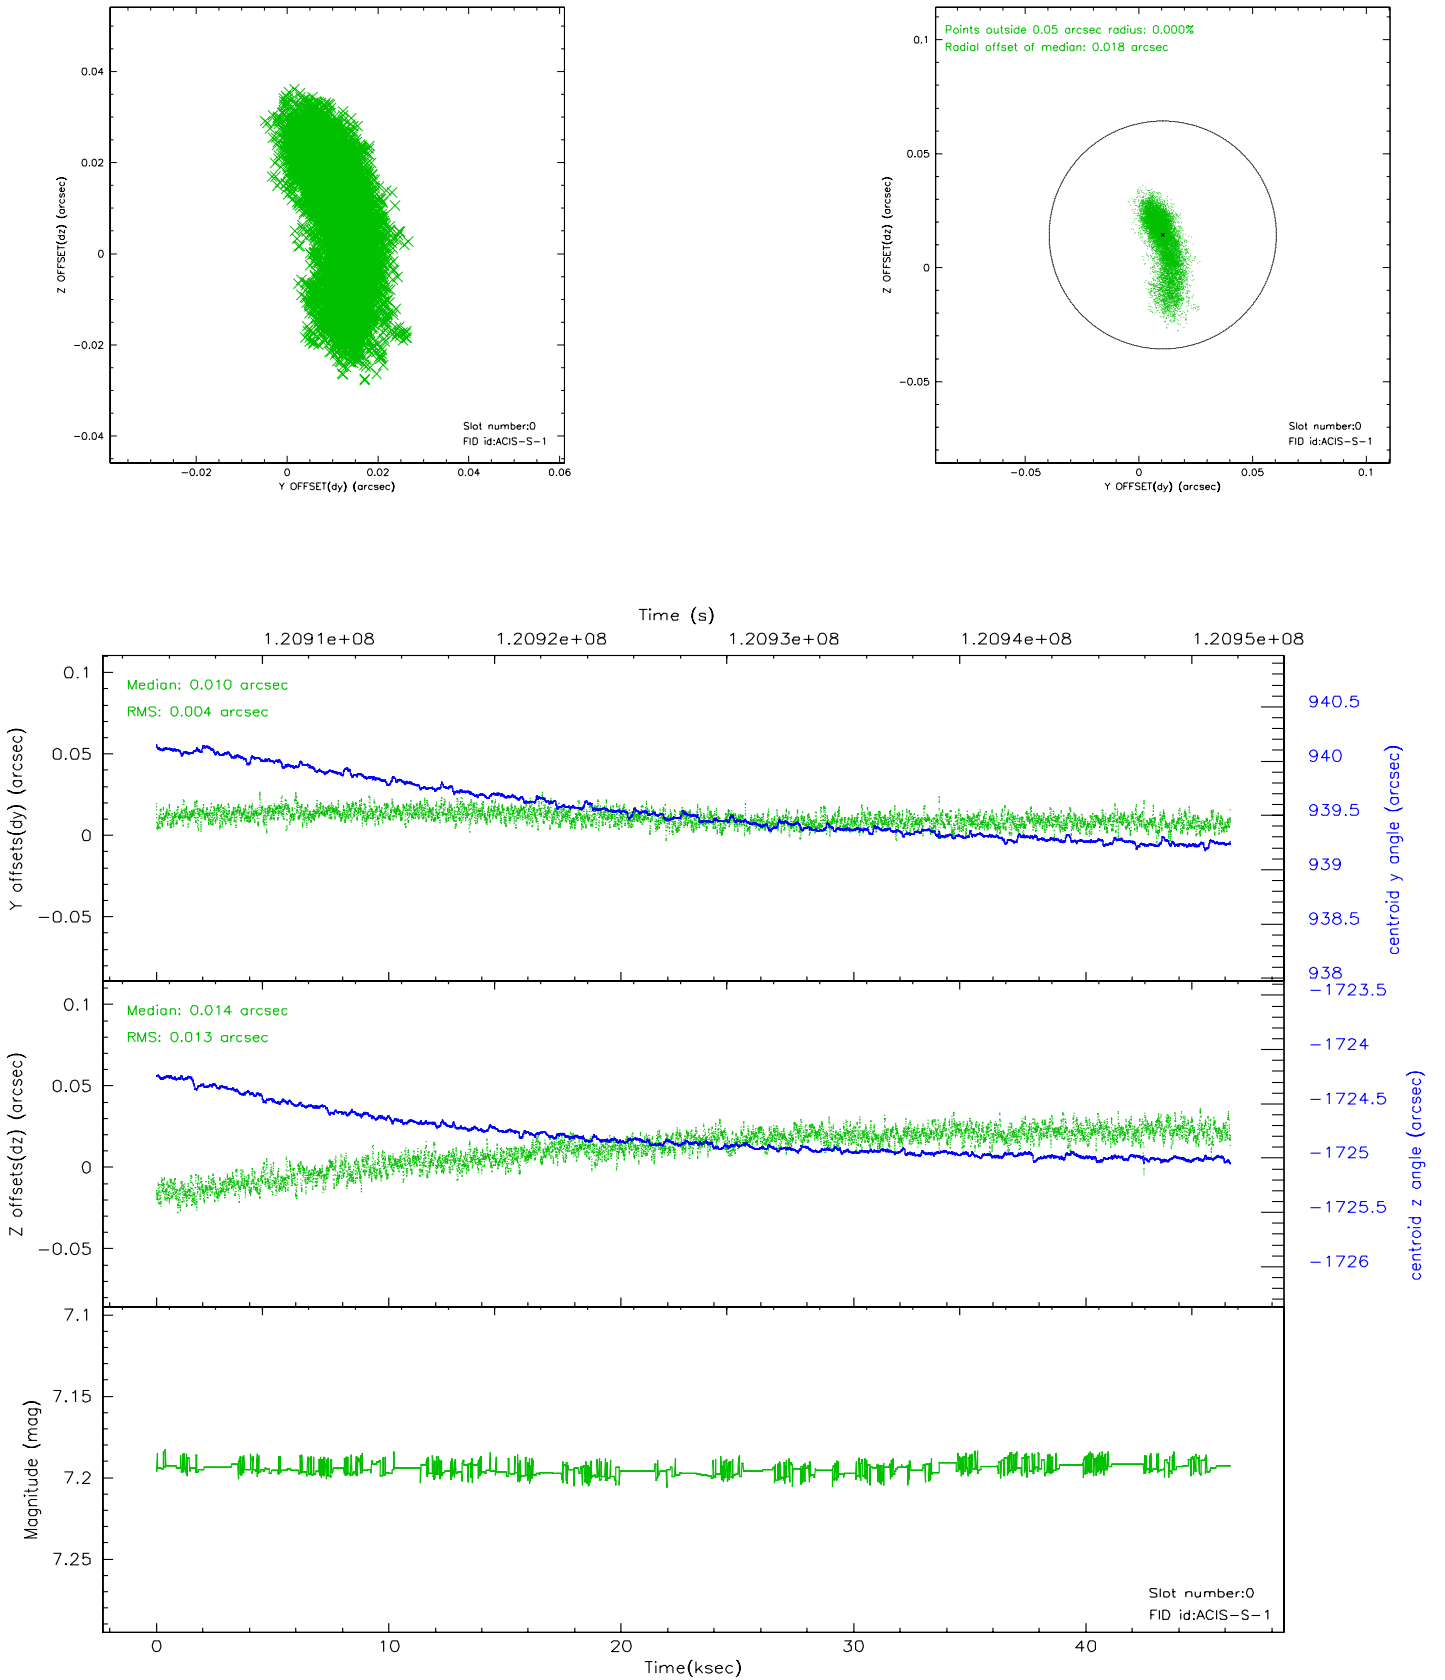 0.04
0.02
0
−0.02
−0.04
Z OFFSET(dz) (arcsec)
Slot number:0
FID id:ACIS−S−1
−0.02
0
0.02
0.04
0.06
Y OFFSET(dy) (arcsec)
Points outside 0.05 arcsec radius: 0.000%
Radial offset of median: 0.018 arcsec
0.1
0.05
0
−0.05
Z OFFSET(dz) (arcsec)
Slot number:0
FID id:ACIS−S−1
−0.05
0
0.05
0.1
Y OFFSET(dy) (arcsec)
Time (s)
1.2091e+08
1.2092e+08
1.2093e+08
1.2094e+08
1.2095e+08
Median: 0.010 arcsec
RMS: 0.004 arcsec
0.1
0.05
0
−0.05
Y offsets(dy) (arcsec)
940.5
940
939.5
939
938.5
938
centroid y angle (arcsec)
Median: 0.014 arcsec
RMS: 0.013 arcsec
0.1
0.05
0
−0.05
Z offsets(dz) (arcsec)
−1723.5
−1724
−1724.5
−1725
−1725.5
−1726
centroid z angle (arcsec)
7.1
7.15
7.2
7.25
Magnitude (mag)
Slot number:0
FID id:ACIS−S−1
0
10
20
30
40
Time(ksec)